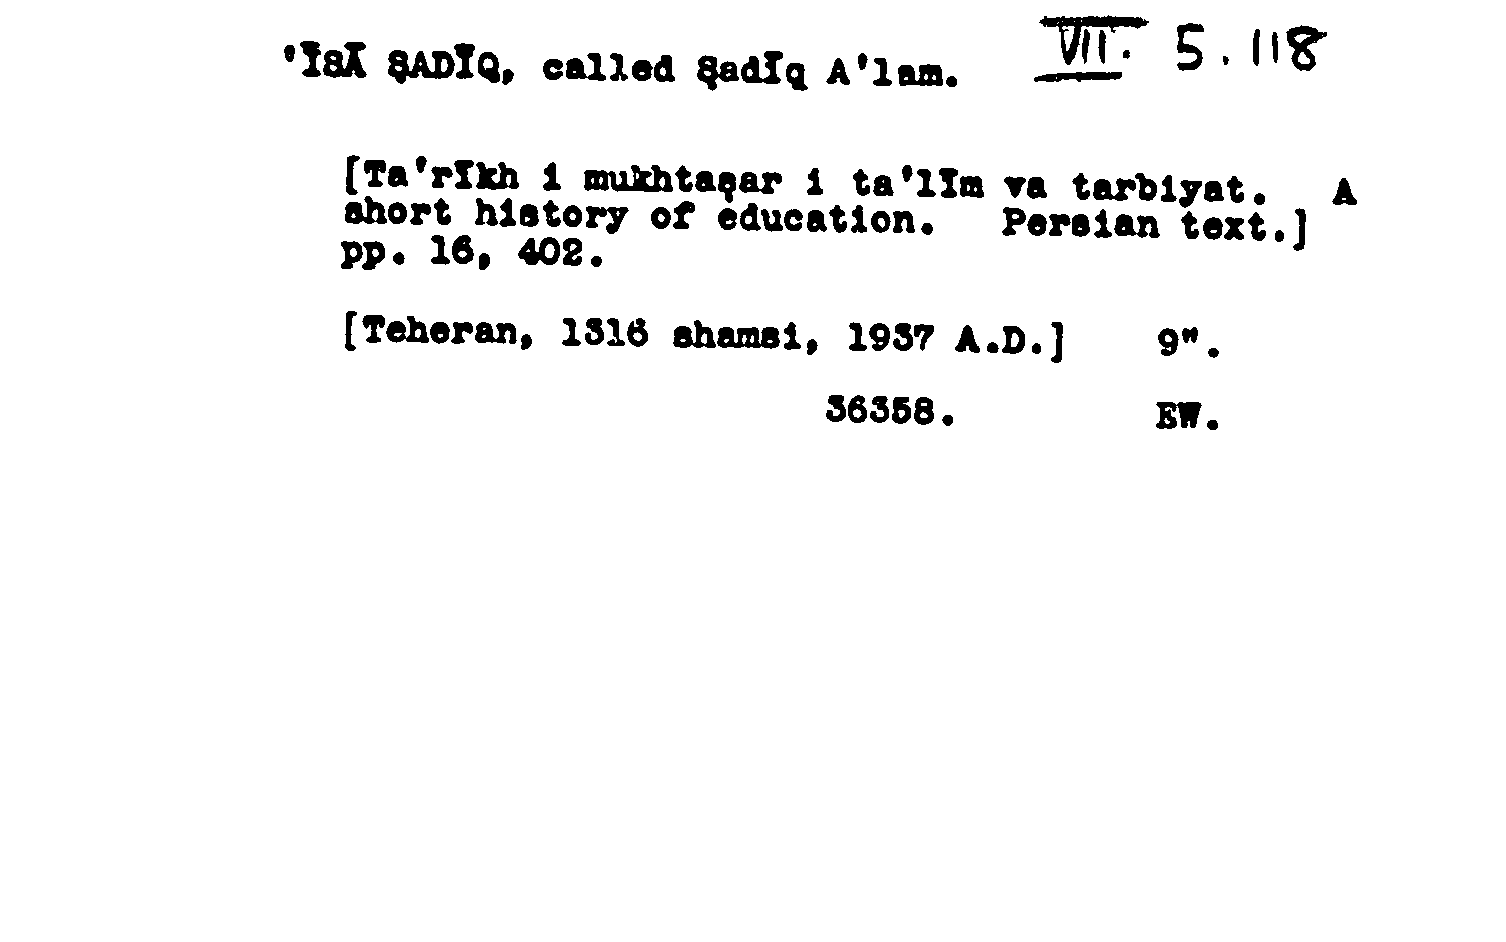 'ĪSĀ ṢADĪQ, called Ṣadīq A'lam. VII. 5.118
[Ta'rīkh i mukhtaṣar i ta'līm va tarbiyat. A
short history of education. Persian text.]
pp. 16, 402.
[Teheran, 1316 shamsi, 1937 A.D.] 9".
36358. EW.